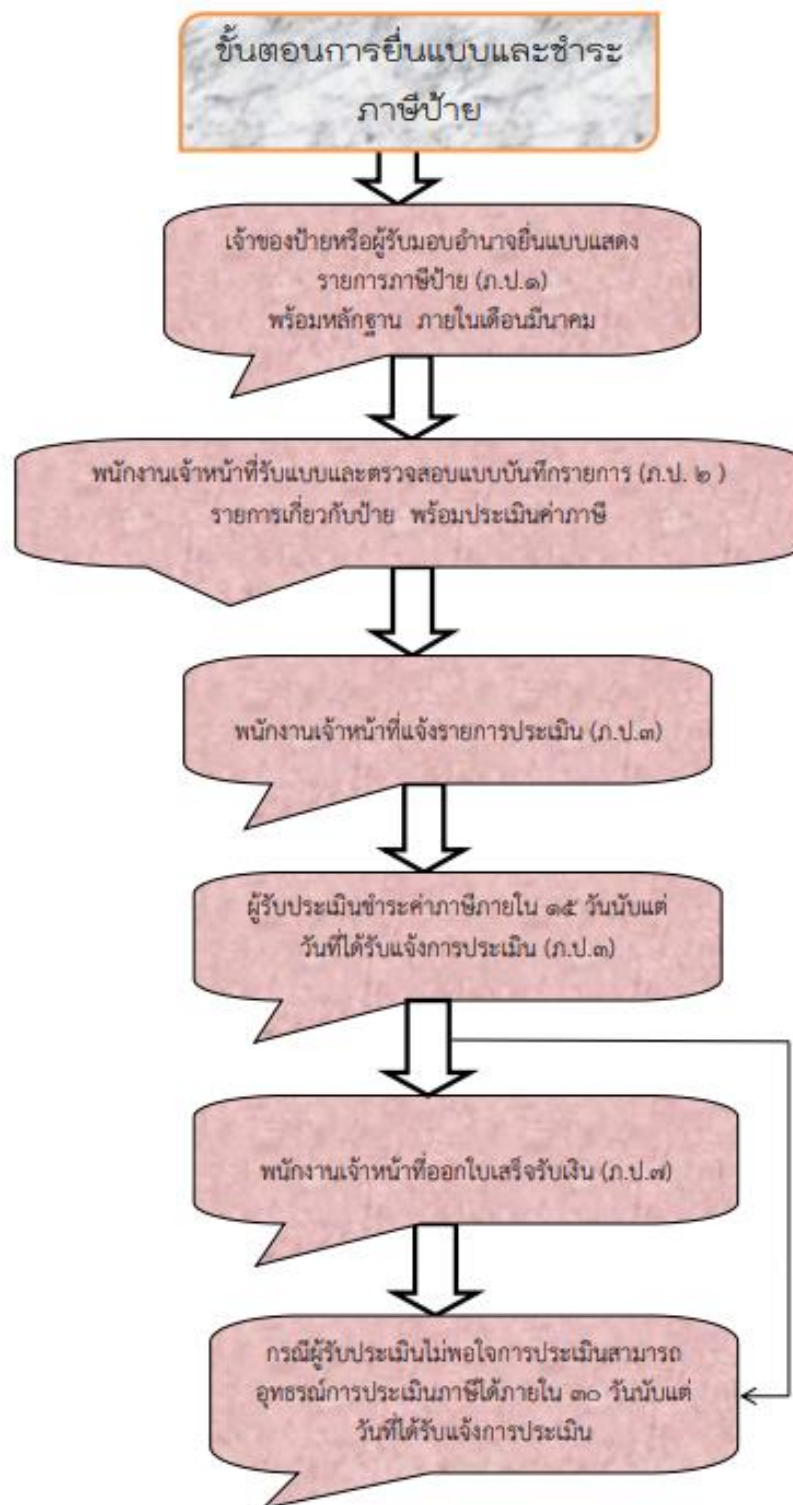 ขั้นตอนการยื่นแบบและชำระ
ภาษีป้าย
เจ้าของป้ายหรือผู้รับมอบอำนาจยื่นแบบแสดง
รายการภาษีป้าย (ภ.ป.๑)
พร้อมหลักฐาน ภายในเดือนมีนาคม
พนักงานเจ้าหน้าที่รับแบบและตรวจสอบแบบบันทึกรายการ (ภ.ป. ๒ )
รายการเกี่ยวกับป้าย พร้อมประเมินค่าภาษี
พนักงานเจ้าหน้าที่แจ้งรายการประเมิน (ภ.ป.๓)
ผู้รับประเมินชำระค่าภาษีภายใน ๑๕ วันนับแต่
วันที่ได้รับแจ้งการประเมิน (ภ.ป.๓)
พนักงานเจ้าหน้าที่ออกใบเสร็จรับเงิน (ภ.ป.๗)
กรณีผู้รับประเมินไม่พอใจการประเมินสามารถ
อุทธรณ์การประเมินภาษีได้ภายใน ๓๐ วันนับแต่
วันที่ได้รับแจ้งการประเมิน